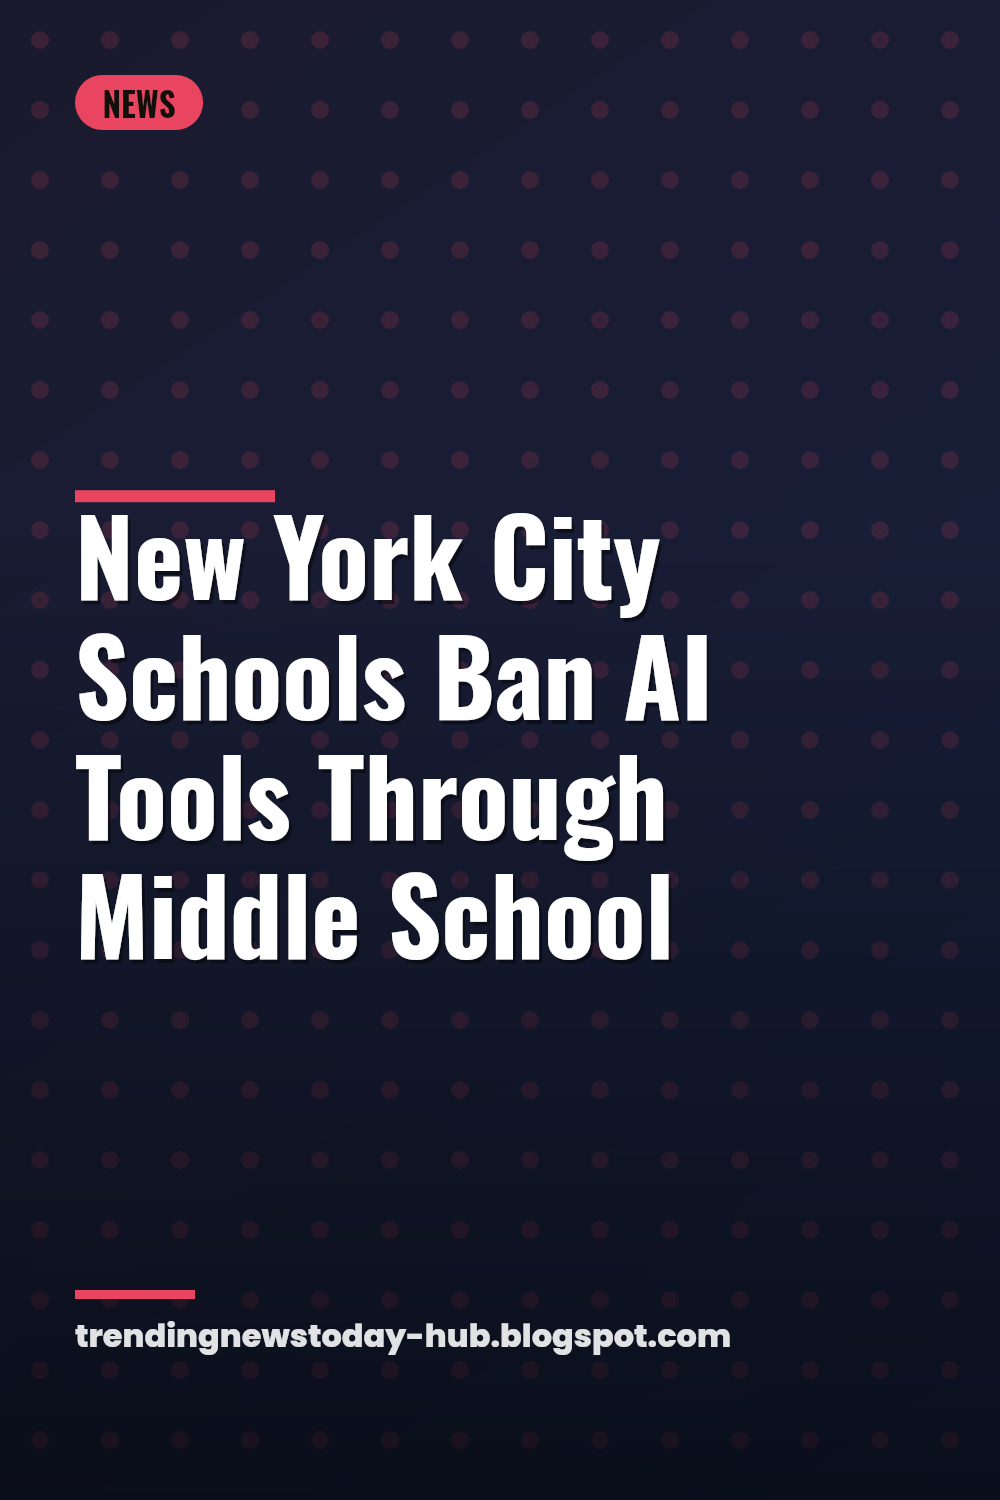 NEWS
New York City
Schools Ban AI
Tools Through
Middle School
trendingnewstoday-hub.blogspot.com